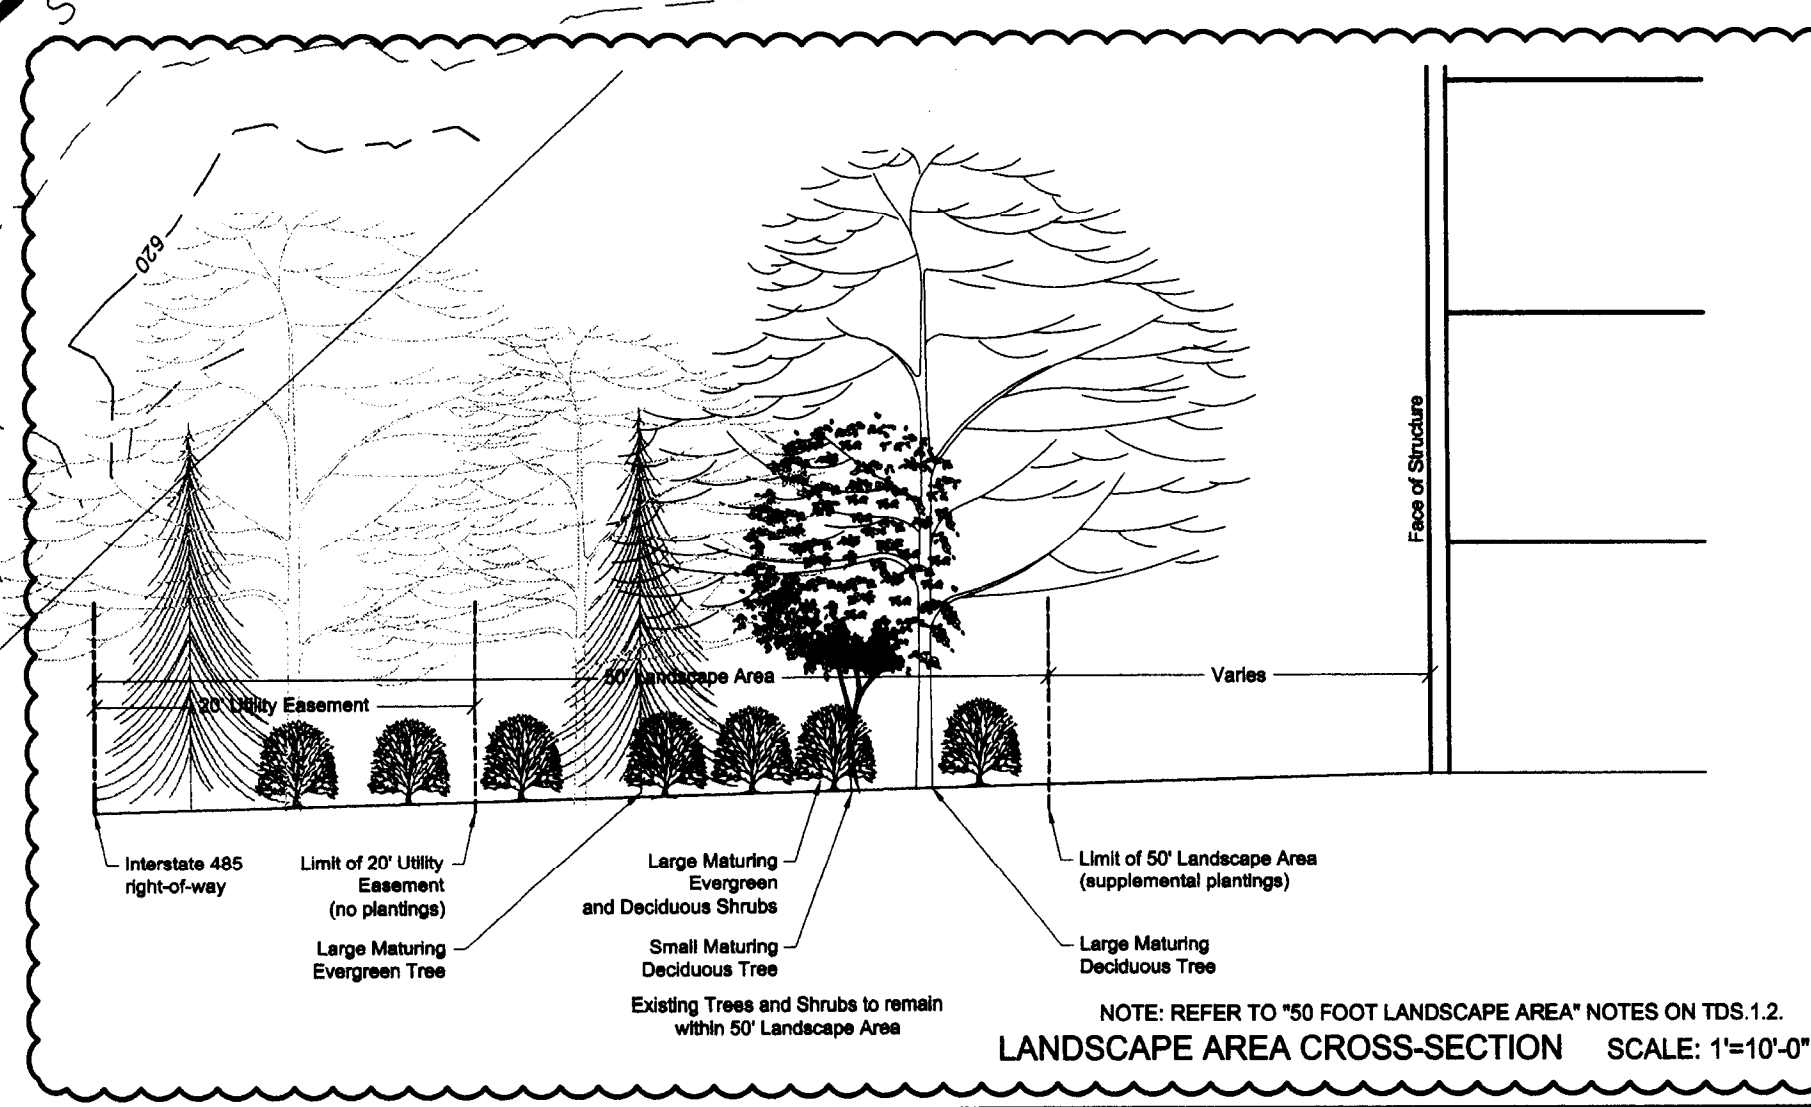 620
Face of Structure
50' Landscape Area
Varies
20' Utility Easement
Interstate 485
right-of-way
Limit of 20' Utility
Easement
(no plantings)
Large Maturing
Evergreen Tree
Large Maturing
Evergreen
and Deciduous Shrubs
Small Maturing
Deciduous Tree
Existing Trees and Shrubs to remain
within 50' Landscape Area
Limit of 50' Landscape Area
(supplemental plantings)
Large Maturing
Deciduous Tree
NOTE: REFER TO "50 FOOT LANDSCAPE AREA" NOTES ON TDS.1.2.
LANDSCAPE AREA CROSS-SECTION SCALE: 1'=10'-0"